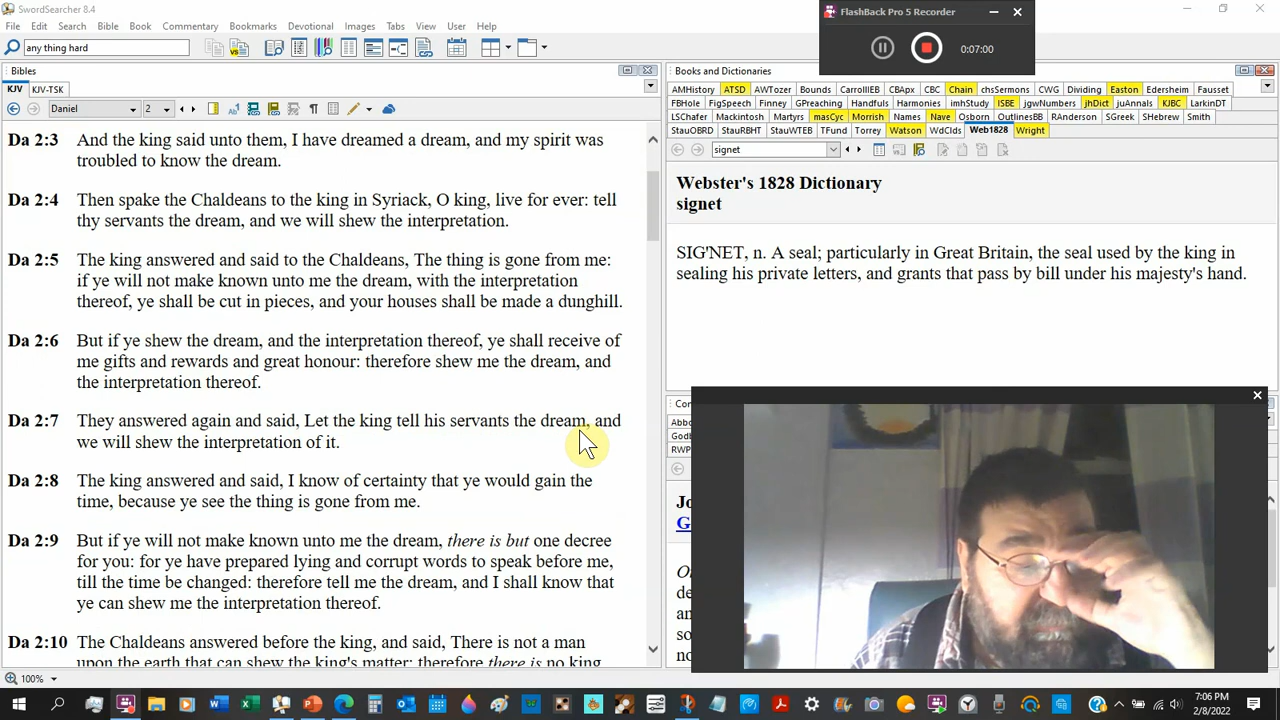 SwordSearcher 8.4
File Edit Search Bible Book Commentary Bookmarks Devotional Images Tabs View User Help
any thing hard
FlashBack Pro 5 Recorder
0:07:00
Bibles
KJV KJV-TSK
Daniel 2
Da 2:3 And the king said unto them, I have dreamed a dream, and my spirit was
troubled to know the dream.
Da 2:4 Then spake the Chaldeans to the king in Syriack, O king, live for ever: tell
thy servants the dream, and we will shew the interpretation.
Da 2:5 The king answered and said to the Chaldeans, The thing is gone from me:
if ye will not make known unto me the dream, with the interpretation
thereof, ye shall be cut in pieces, and your houses shall be made a dunghill.
Da 2:6 But if ye shew the dream, and the interpretation thereof, ye shall receive of
me gifts and rewards and great honour: therefore shew me the dream, and
the interpretation thereof.
Da 2:7 They answered again and said, Let the king tell his servants the dream, and
we will shew the interpretation of it.
Da 2:8 The king answered and said, I know of certainty that ye would gain the
time, because ye see the thing is gone from me.
Da 2:9 But if ye will not make known unto me the dream, there is but one decree
for you: for ye have prepared lying and corrupt words to speak before me,
till the time be changed: therefore tell me the dream, and I shall know that
ye can shew me the interpretation thereof.
Da 2:10 The Chaldeans answered before the king, and said, There is not a man
upon the earth that can shew the king's matter: therefore there is no king
100%
Books and Dictionaries
AMHistory ATSD AWTozer Bounds CarrollIEB CBApx CBC Chain chsSermons CWG Dividing Easton Edersheim Fausset
FBHole FigSpeech Finney GPreaching Handfuls Harmonies imhStudy ISBE jgwNumbers jhDict juAnnals KJBC LarkinDT
LSChafer Mackintosh Martyrs masCyc Morrish Names Nave Osborn OutlinesBB RAnderson SGreek SHebrew Smith
StauOBRD StauRBHT StauWTEB TFund Torrey Watson WdClds Web1828 Wright
signet
Webster's 1828 Dictionary
signet
SIG'NET, n. A seal; particularly in Great Britain, the seal used by the king in
sealing his private letters, and grants that pass by bill under his majesty's hand.
RWP
7:06 PM
2/8/2022